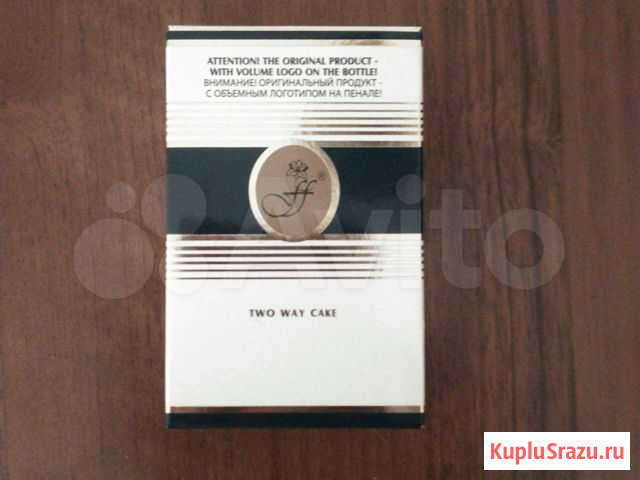 ATTENTION! THE ORIGINAL PRODUCT -
WITH VOLUME LOGO ON THE BOTTLE!
ВНИМАНИЕ! ОРИГИНАЛЬНЫЙ ПРОДУКТ -
С ОБЪЕМНЫМ ЛОГОТИПОМ НА ПЕНАЛЕ!
ff ®
Avito
TWO WAY CAKE
KupluSrazu.ru